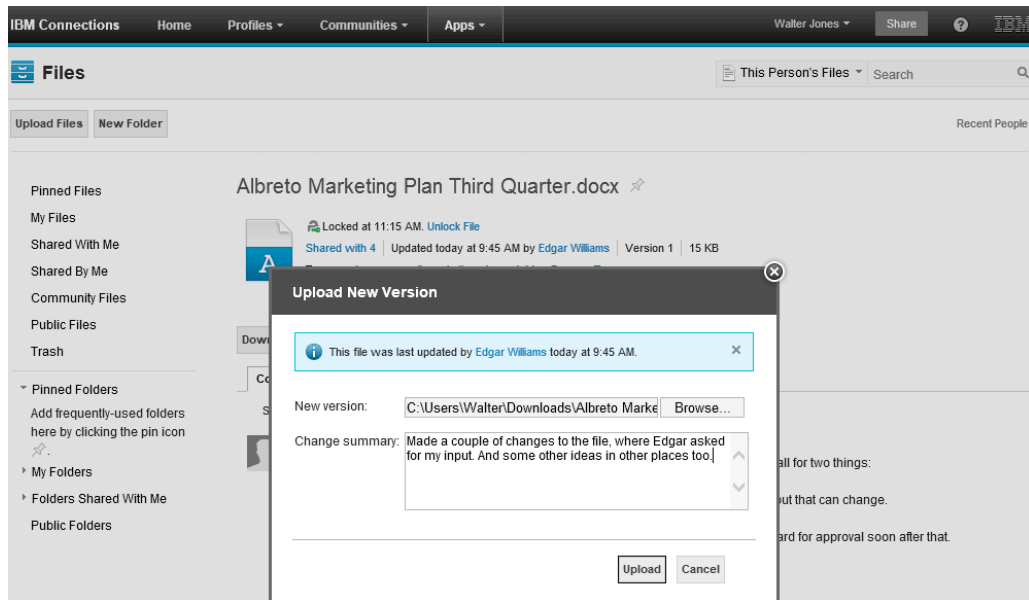 IBM Connections Home Profiles Communities Apps Walter Jones Share ? IBM
Files
This Person's Files Search
Upload Files New Folder
Recent People
Pinned Files
My Files
Shared With Me
Shared By Me
Community Files
Public Files
Trash
Pinned Folders
Add frequently-used folders
here by clicking the pin icon
.
My Folders
Folders Shared With Me
Public Folders
Albreto Marketing Plan Third Quarter.docx
Locked at 11:15 AM. Unlock File
Shared with 4 Updated today at 9:45 AM by Edgar Williams Version 1 15 KB
Upload New Version
This file was last updated by Edgar Williams today at 9:45 AM.
New version: C:\Users\Walter\Downloads\Albreto Marke Browse...
Change summary: Made a couple of changes to the file, where Edgar asked
for my input. And some other ideas in other places too.
Upload Cancel
all for two things:
out that can change.
ard for approval soon after that.